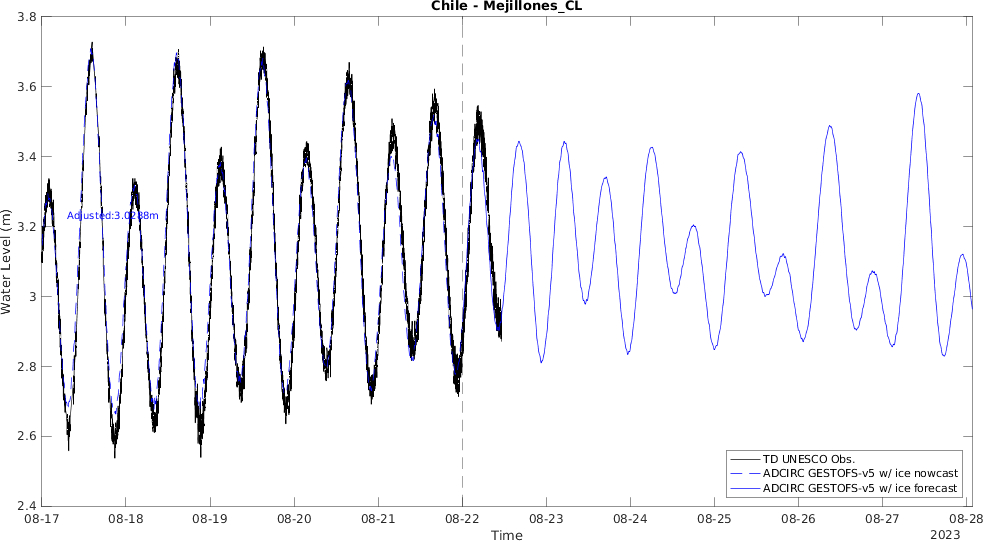 Chile - Mejillones_CL
3.8
3.6
3.4
3.2
3
2.8
2.6
2.4
Water Level (m)
Adjusted:3.0288m
TD UNESCO Obs.
ADCIRC GESTOFS-v5 w/ ice nowcast
ADCIRC GESTOFS-v5 w/ ice forecast
08-17 08-18 08-19 08-20 08-21 08-22 08-23 08-24 08-25 08-26 08-27 08-28
Time
2023